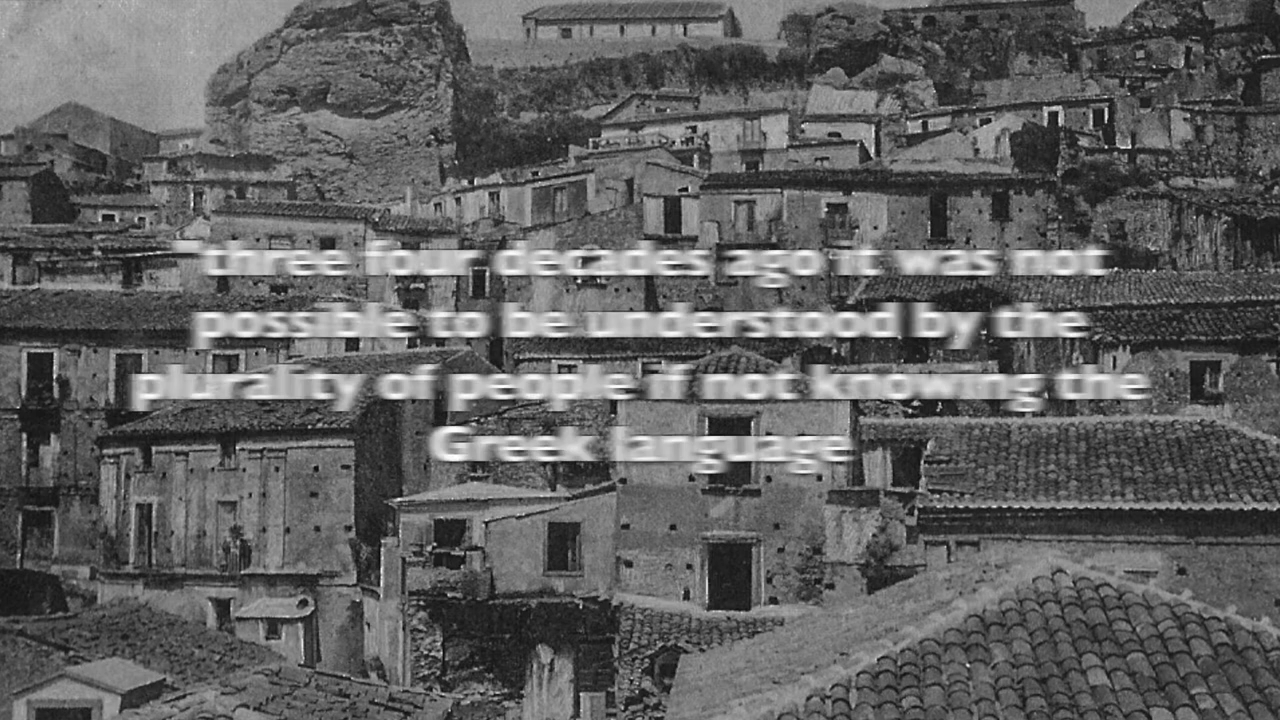 "three four decades ago it was not
possible to be understood by the
plurality of people if not knowing the
Greek language